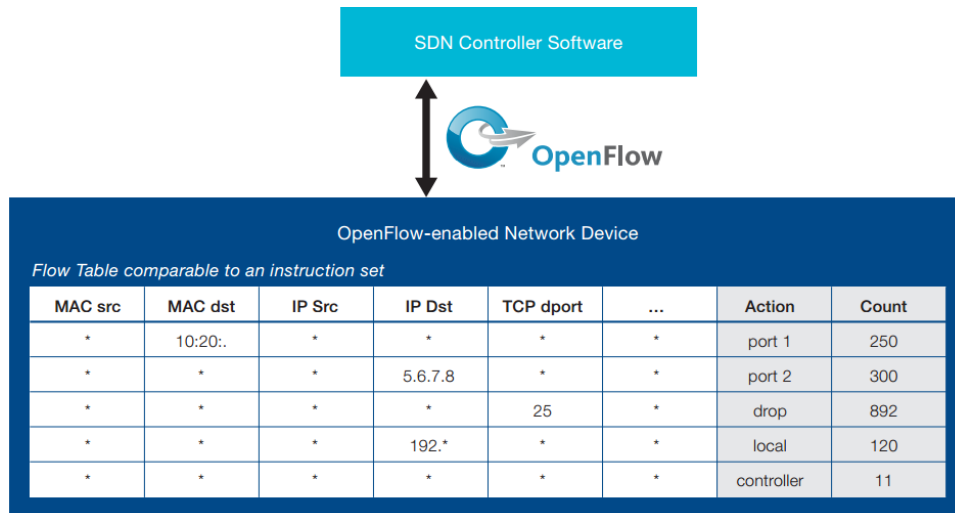 SDN Controller Software
OpenFlow
OpenFlow-enabled Network Device
Flow Table comparable to an instruction set
MAC src MAC dst IP Src IP Dst TCP dport ... Action Count
* 10:20:. * * * * port 1 250
* * * 5.6.7.8 * * port 2 300
* * * * 25 * drop 892
* * * 192.* * * local 120
* * * * * * controller 11